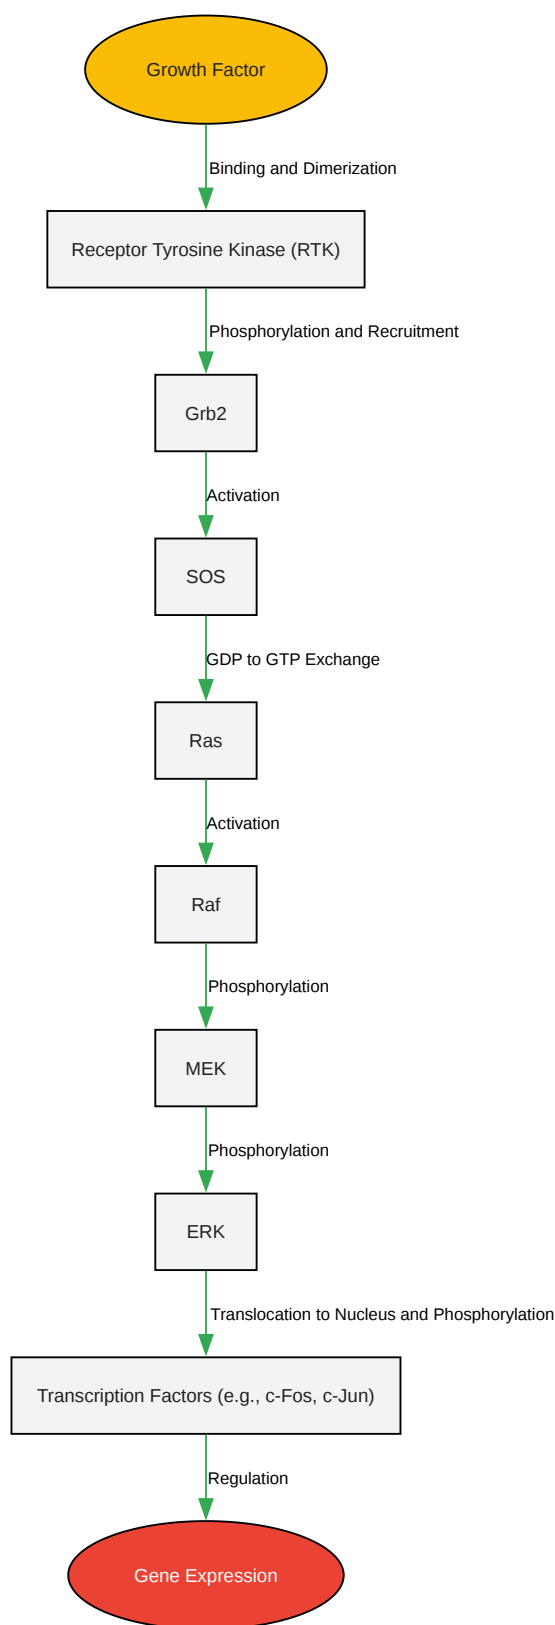 Growth Factor
Binding and Dimerization
Receptor Tyrosine Kinase (RTK)
Phosphorylation and Recruitment
Grb2
Activation
SOS
GDP to GTP Exchange
Ras
Activation
Raf
Phosphorylation
MEK
Phosphorylation
ERK
Translocation to Nucleus and Phosphorylation
Transcription Factors (e.g., c-Fos, c-Jun)
Regulation
Gene Expression